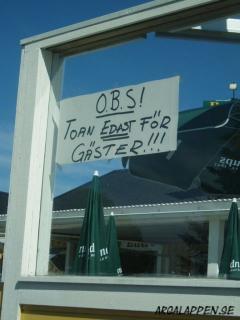 O.B.S!
TOAN EDAST FÖR
GÄSTER...!!!
ARGALAPPEN.SE